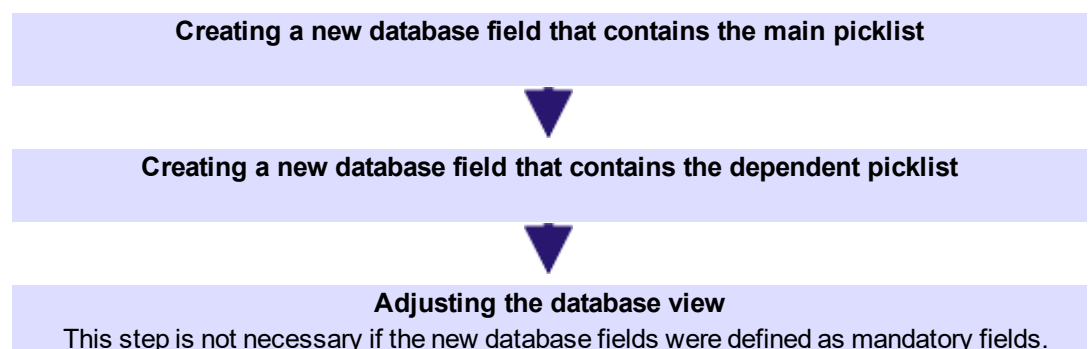 Creating a new database field that contains the main picklist
Creating a new database field that contains the dependent picklist
Adjusting the database view
This step is not necessary if the new database fields were defined as mandatory fields.